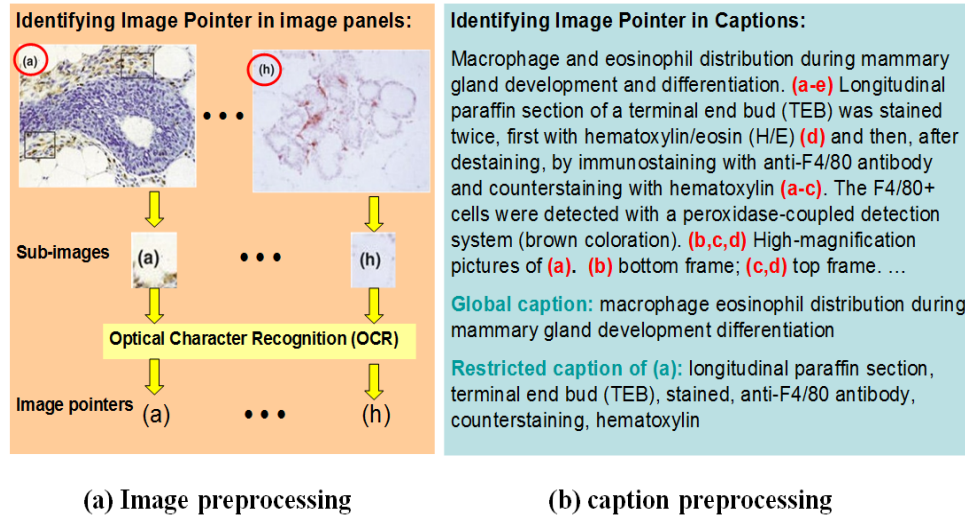 Identifying Image Pointer in image panels:
(a)
(h)
• • •
Sub-images
(a)
• • •
(h)
Optical Character Recognition (OCR)
Image pointers
(a)
• • •
(h)
Identifying Image Pointer in Captions:
Macrophage and eosinophil distribution during mammary
gland development and differentiation. (a-e) Longitudinal
paraffin section of a terminal end bud (TEB) was stained
twice, first with hematoxylin/eosin (H/E) (d) and then, after
destaining, by immunostaining with anti-F4/80 antibody
and counterstaining with hematoxylin (a-c). The F4/80+
cells were detected with a peroxidase-coupled detection
system (brown coloration). (b,c,d) High-magnification
pictures of (a). (b) bottom frame; (c,d) top frame. ...
Global caption: macrophage eosinophil distribution during
mammary gland development differentiation
Restricted caption of (a): longitudinal paraffin section,
terminal end bud (TEB), stained, anti-F4/80 antibody,
counterstaining, hematoxylin
(a) Image preprocessing
(b) caption preprocessing